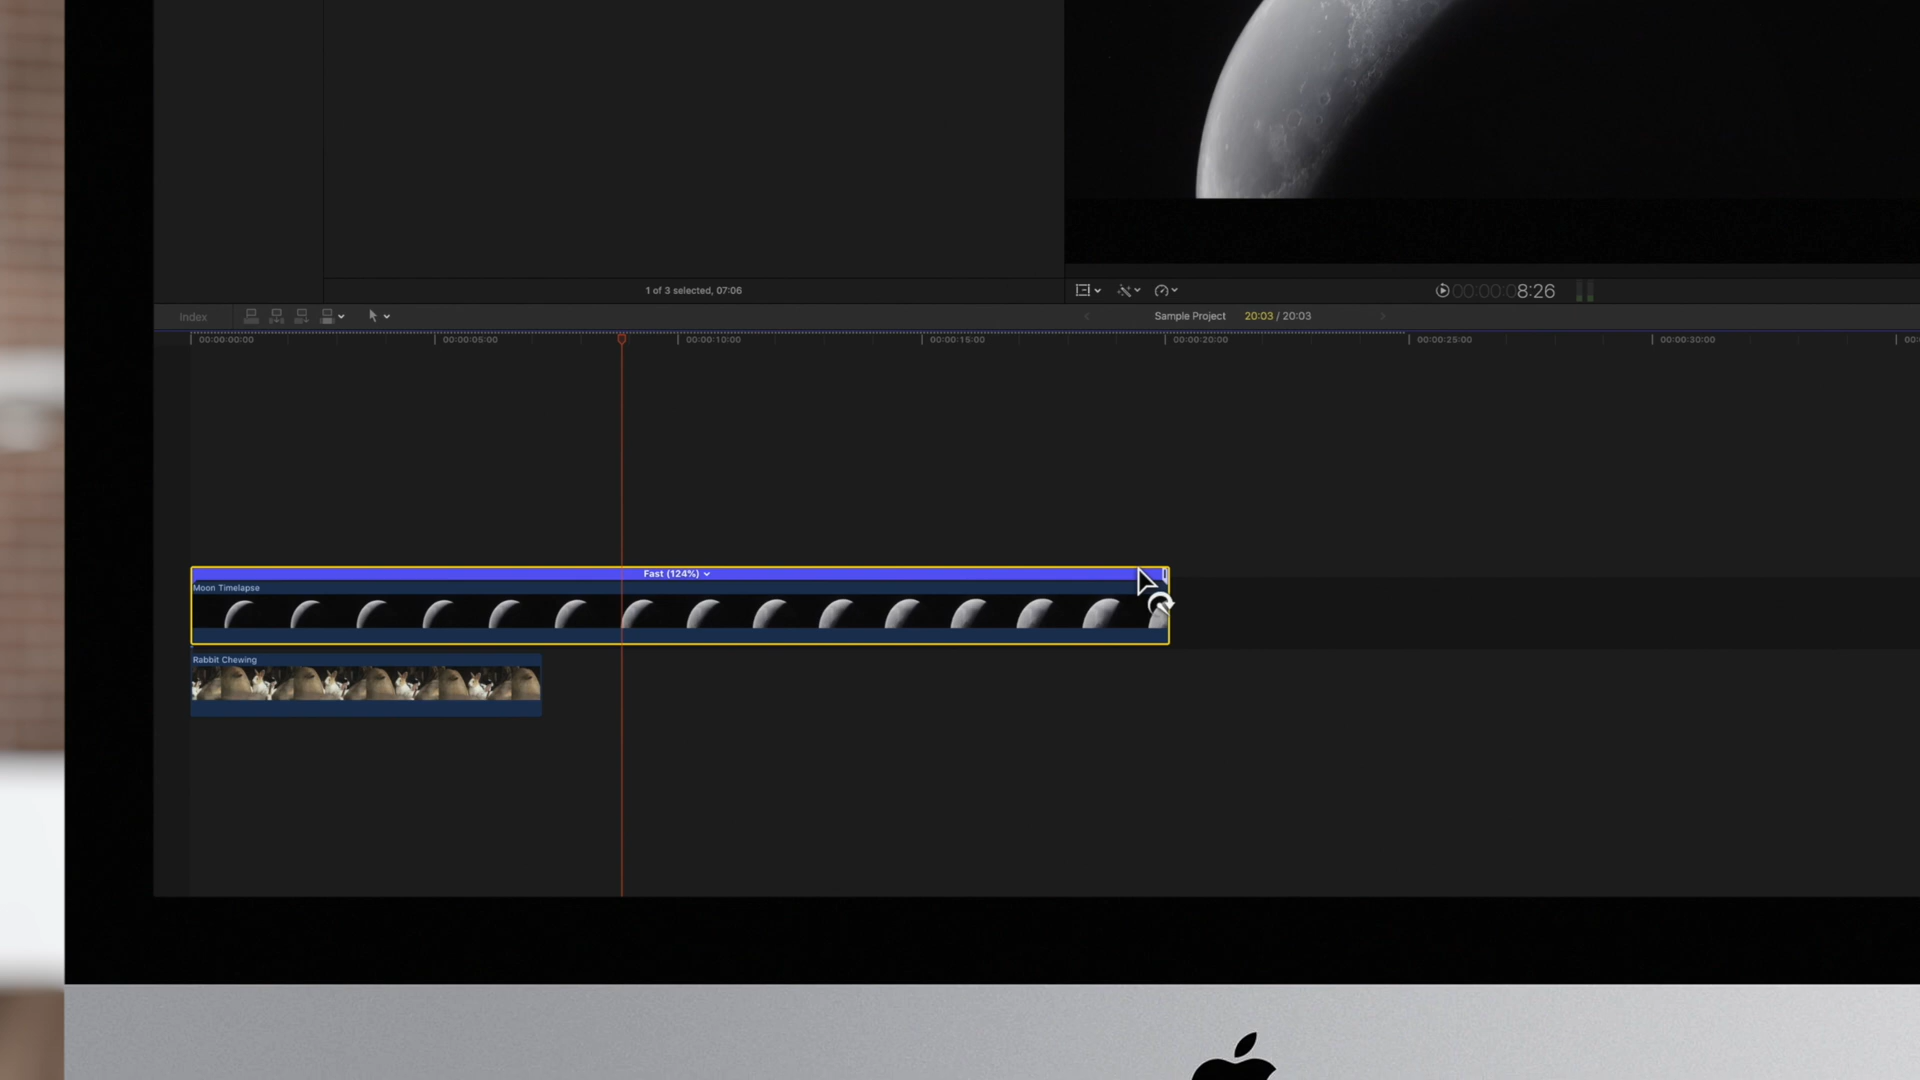 1 of 3 selected, 07:06
00:00:08:26
Index
Sample Project
20:03 / 20:03
00:00:00:00
00:00:05:00
00:00:10:00
00:00:15:00
00:00:20:00
00:00:25:00
00:00:30:00
Fast (124%)
Moon Timelapse
Rabbit Chewing